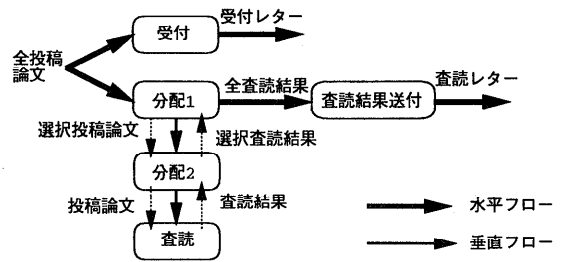 受付レター
受付
全投稿
論文
全査読結果
査読レター
分配1
査読結果送付
選択投稿論文
選択査読結果
分配2
投稿論文
査読結果
査読
水平フロー
垂直フロー